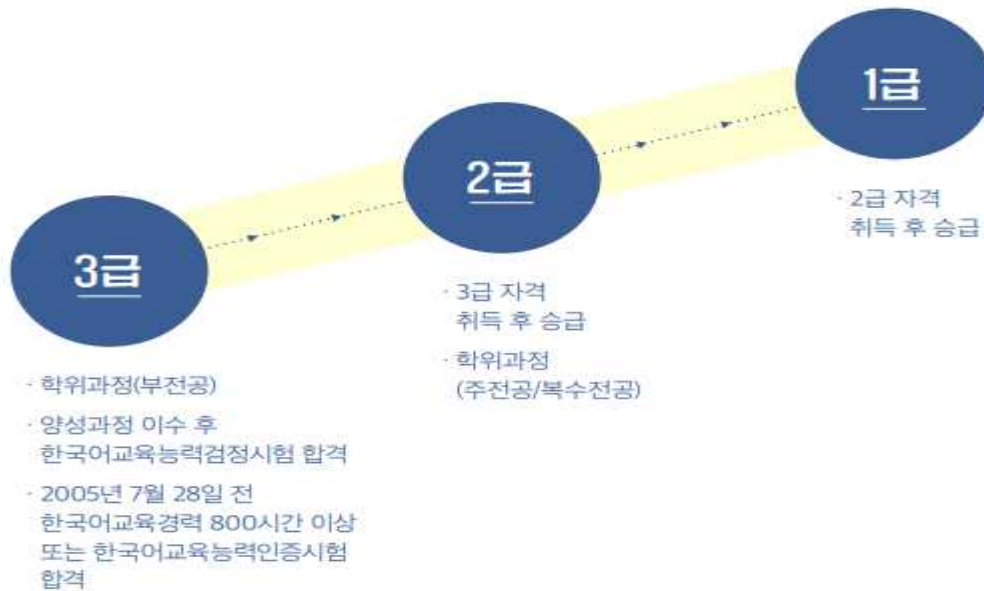 3급
· 학위과정(부전공)
· 양성과정 이수 후
한국어교육능력검정시험 합격
· 2005년 7월 28일 전
한국어교육경력 800시간 이상
또는 한국어교육능력인증시험
합격
2급
· 3급 자격
취득 후 승급
· 학위과정
(주전공/복수전공)
1급
· 2급 자격
취득 후 승급